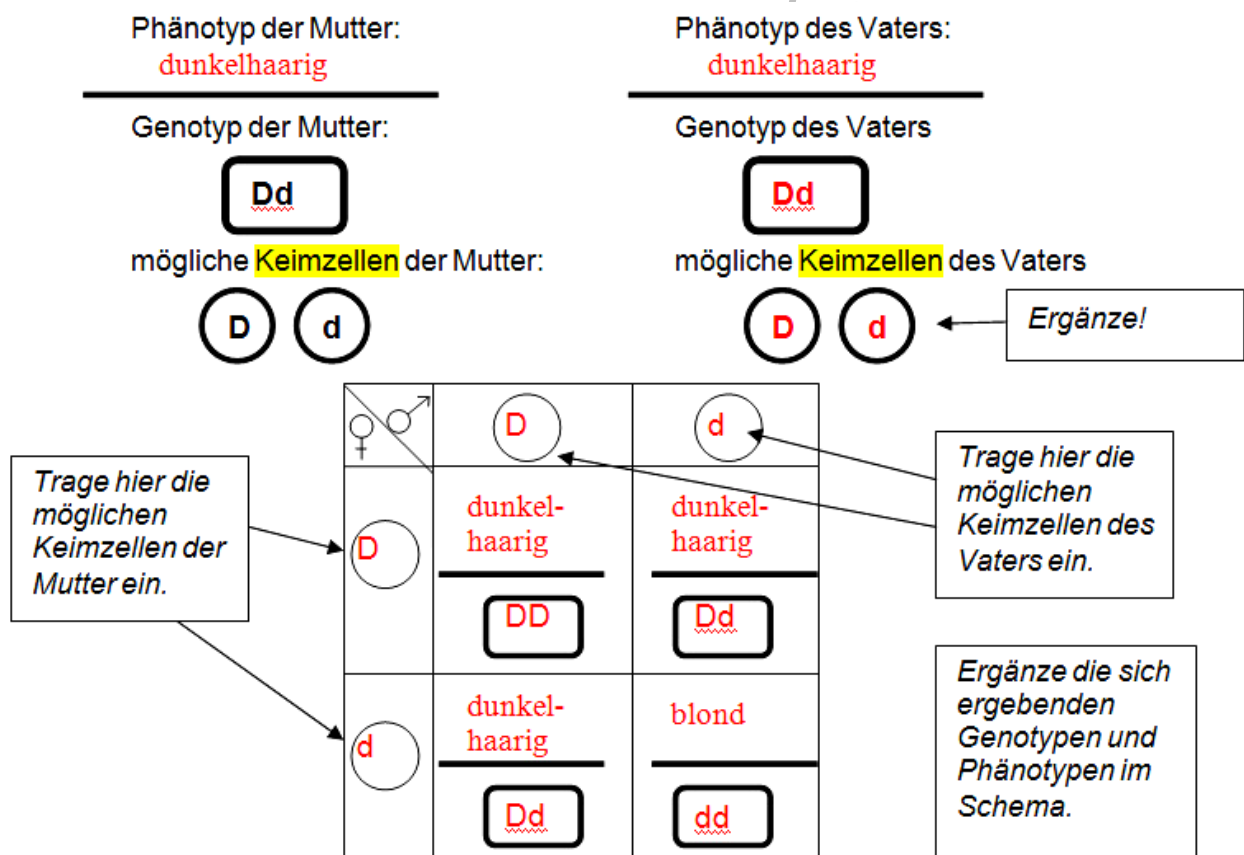 Phänotyp der Mutter:
dunkelhaarig
Phänotyp des Vaters:
dunkelhaarig
Genotyp der Mutter:
Dd
Genotyp des Vaters
Dd
mögliche Keimzellen der Mutter:
D d
mögliche Keimzellen des Vaters
D d
Ergänze!
♀ ♂
D
d
Trage hier die
möglichen
Keimzellen der
Mutter ein.
Trage hier die
möglichen
Keimzellen des
Vaters ein.
D
dunkel-
haarig
DD
dunkel-
haarig
Dd
d
dunkel-
haarig
Dd
blond
dd
Ergänze die sich
ergebenden
Genotypen und
Phänotypen im
Schema.